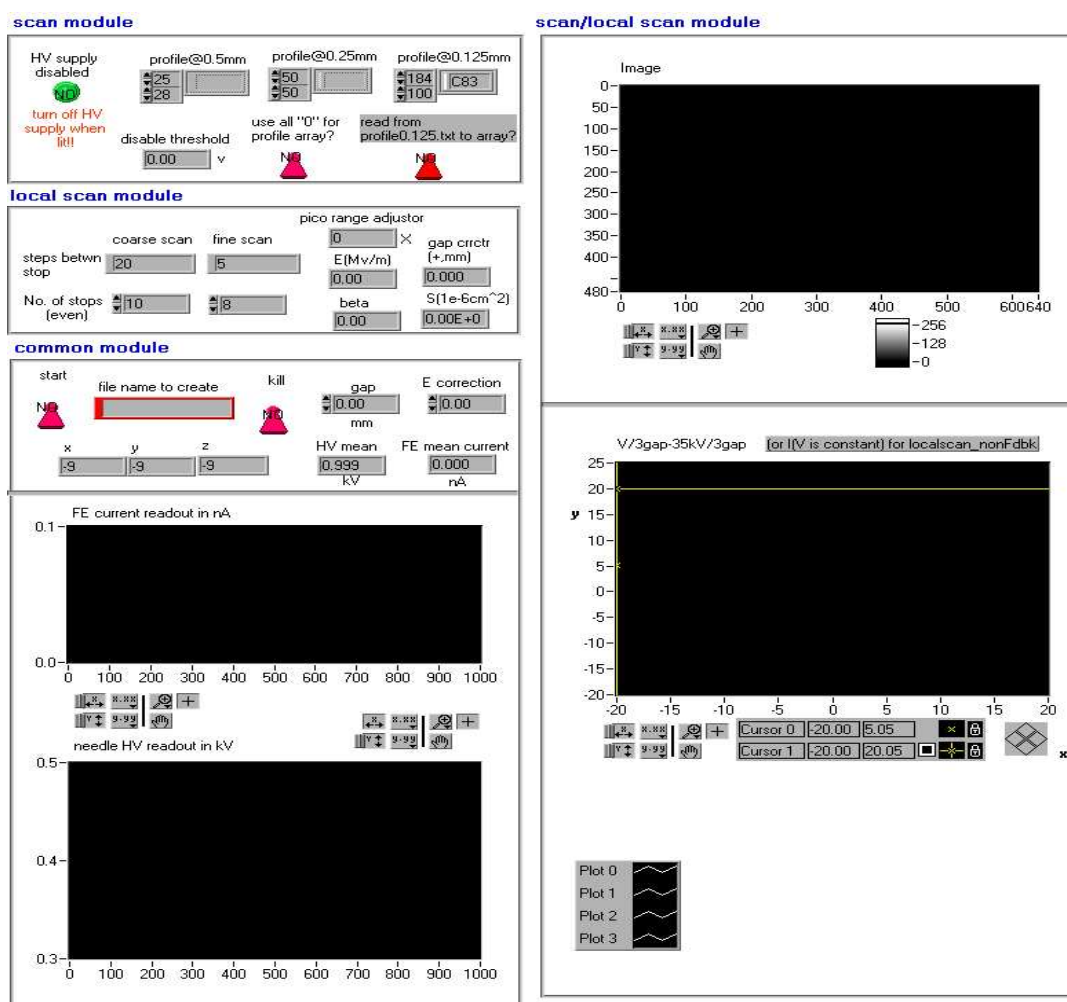 scan module
HV supply disabled
NO
turn off HV supply when lit!!
profile@0.5mm
25
28
profile@0.25mm
50
50
profile@0.125mm
184
100
C83
disable threshold
0.00 v
use all "0" for profile array?
NO
read from profile0.125.txt to array?
NO
local scan module
coarse scan fine scan
steps betwn stop
20 5
No. of stops (even)
10 8
pico range adjustor
0 X
E(Mv/m)
0.00
gap crrctr (+,mm)
0.000
beta
0.00
S(1e-6cm^2)
0.00E+0
common module
start
NO
file name to create
kill
NO
gap
0.00
mm
E correction
0.00
x y z
-9 -9 -9
HV mean
0.999
kV
FE mean current
0.000
nA
FE current readout in nA
0.1
0.0
0 100 200 300 400 500 600 700 800 900 1000
x.xx
y.yy
x.xx
y.yy
needle HV readout in kV
0.5
0.4
0.3
0 100 200 300 400 500 600 700 800 900 1000
scan/local scan module
Image
0
50
100
150
200
250
300
350
400
480
0 100 200 300 400 500 600 640
x.xx
y.yy
256
128
0
V/3gap-35kV/3gap (or I(V is constant) for localscan_nonFdbk
25
20
y 15
10
5
0
-5
-10
-15
-20
-20 -15 -10 -5 0 5 10 15 20
x
x.xx
y.yy
Cursor 0 -20.00 5.05
Cursor 1 -20.00 20.05
Plot 0
Plot 1
Plot 2
Plot 3